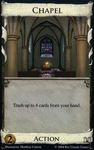 CHAPEL
Trash up to 4 cards from your hand.
2
ACTION